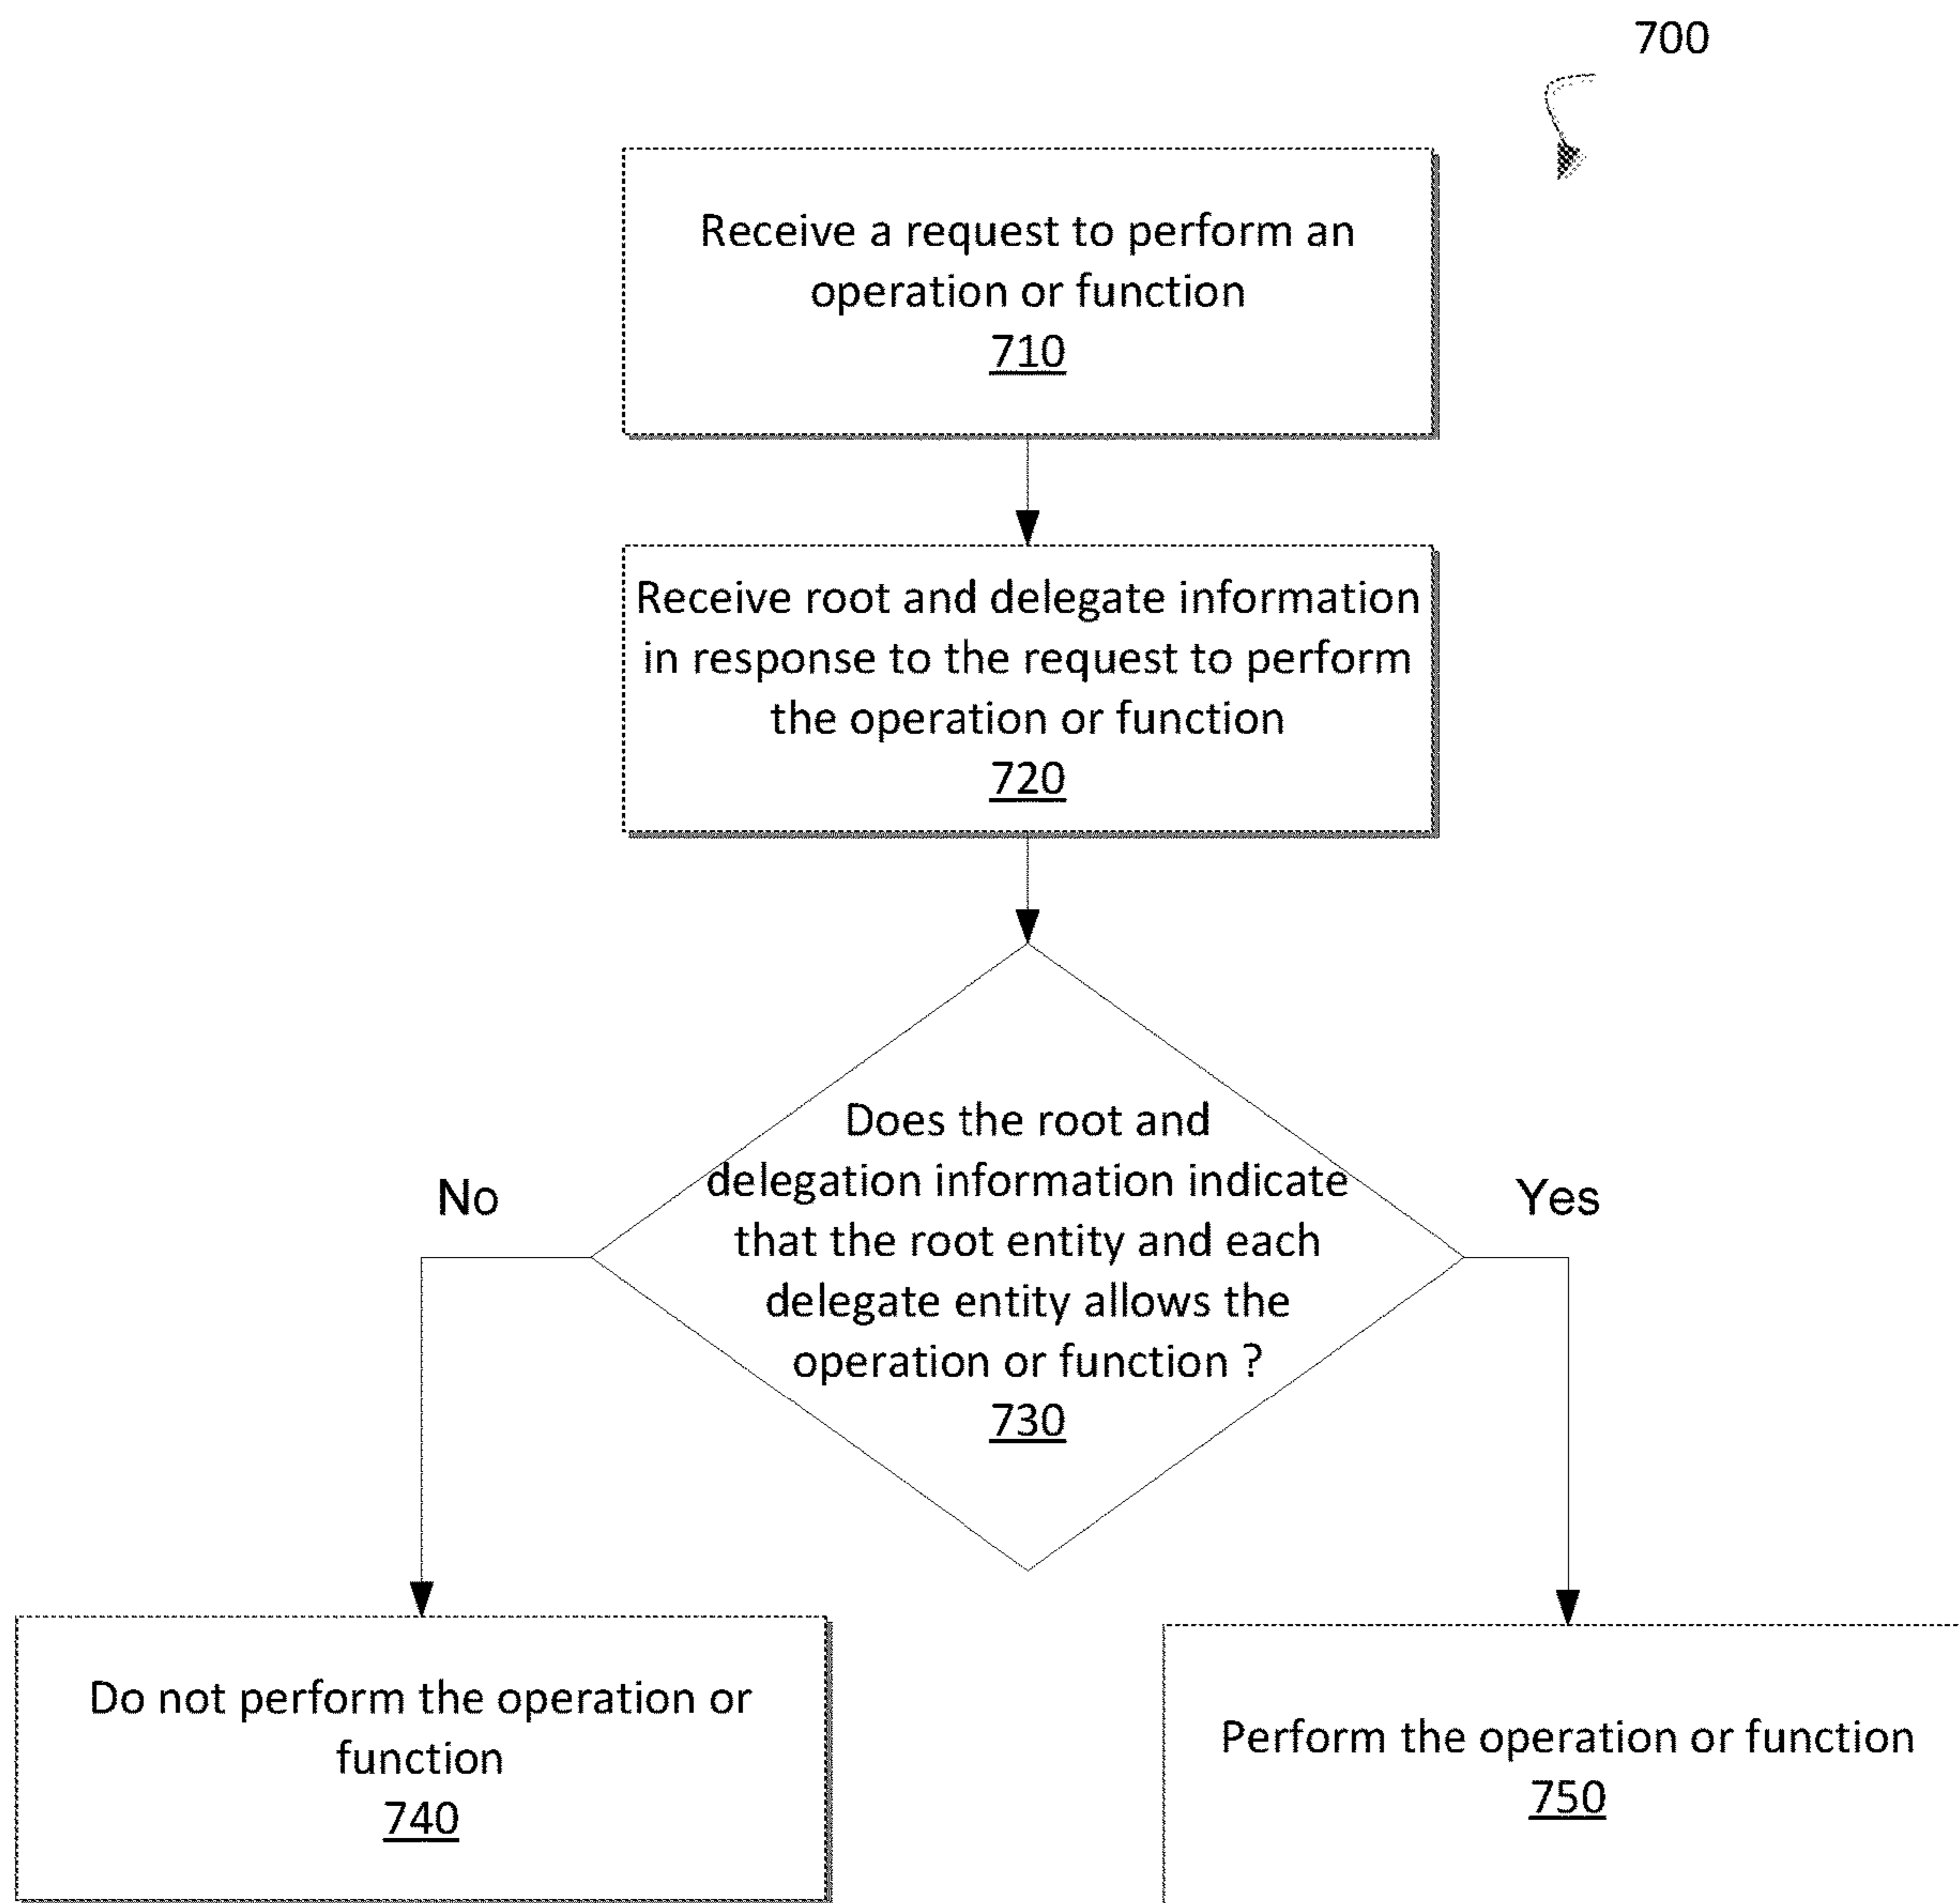 700
Receive a request to perform an
operation or function
710
Receive root and delegate information
in response to the request to perform
the operation or function
720
Does the root and
delegation information indicate
that the root entity and each
delegate entity allows the
operation or function ?
730
No
Yes
Do not perform the operation or
function
740
Perform the operation or function
750